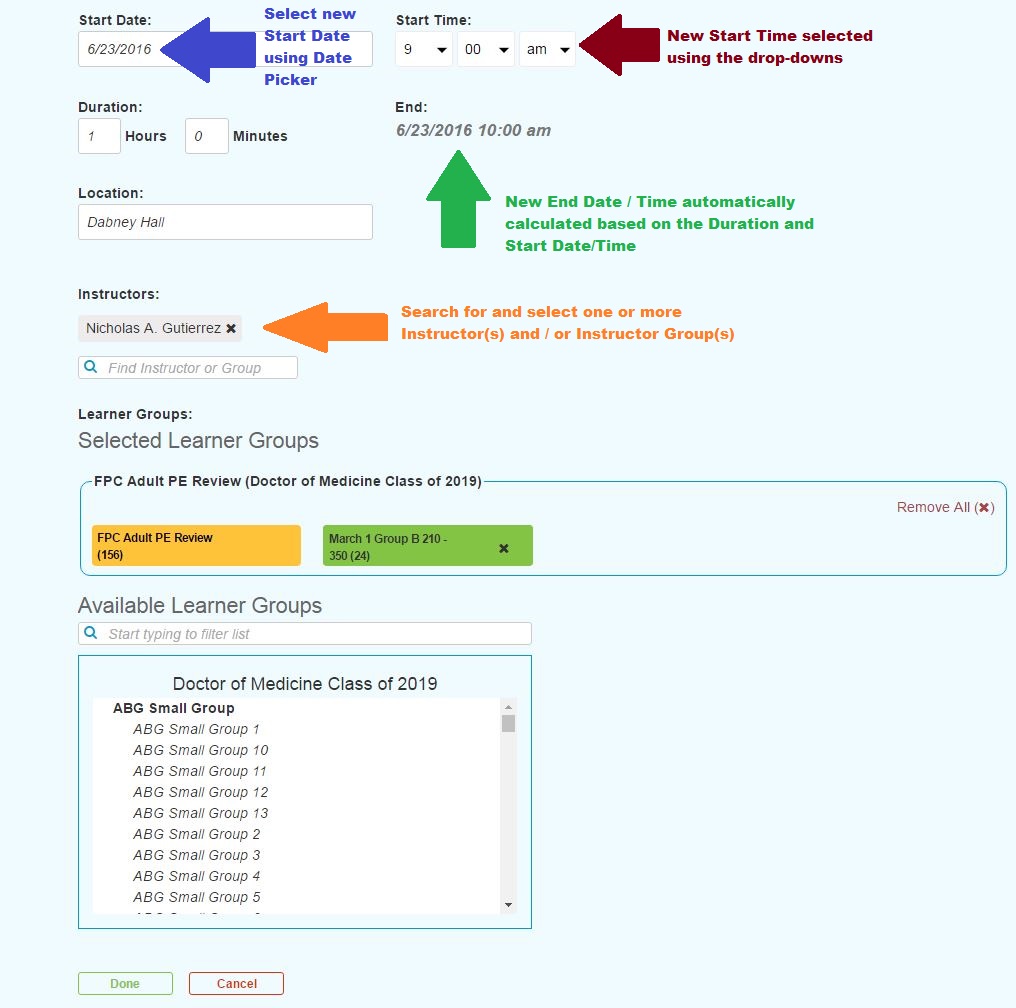 Start Date:
6/23/2016
Select new
Start Date
using Date
Picker
Start Time:
9 00 am
New Start Time selected
using the drop-downs
Duration:
1 Hours 0 Minutes
End:
6/23/2016 10:00 am
New End Date / Time automatically
calculated based on the Duration and
Start Date/Time
Location:
Dabney Hall
Instructors:
Nicholas A. Gutierrez ✖
Search for and select one or more
Instructor(s) and / or Instructor Group(s)
Find Instructor or Group
Learner Groups:
Selected Learner Groups
FPC Adult PE Review (Doctor of Medicine Class of 2019)
Remove All (✖)
FPC Adult PE Review
(156)
March 1 Group B 210 -
350 (24) ✖
Available Learner Groups
Start typing to filter list
Doctor of Medicine Class of 2019
ABG Small Group
ABG Small Group 1
ABG Small Group 10
ABG Small Group 11
ABG Small Group 12
ABG Small Group 13
ABG Small Group 2
ABG Small Group 3
ABG Small Group 4
ABG Small Group 5
Done
Cancel